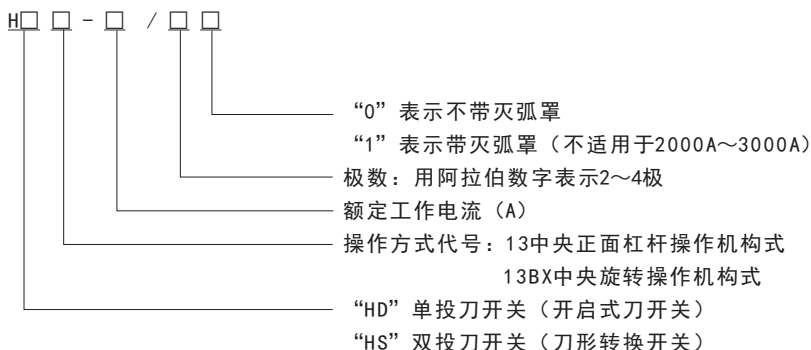 H□ □-□ /□□
“0”表示不带灭弧罩
“1”表示带灭弧罩（不适用于2000A～3000A）
极数：用阿拉伯数字表示2～4极
额定工作电流（A）
操作方式代号：13中央正面杠杆操作机构式
13BX中央旋转操作机构式
“HD”单投刀开关（开启式刀开关）
“HS”双投刀开关（刀形转换开关）